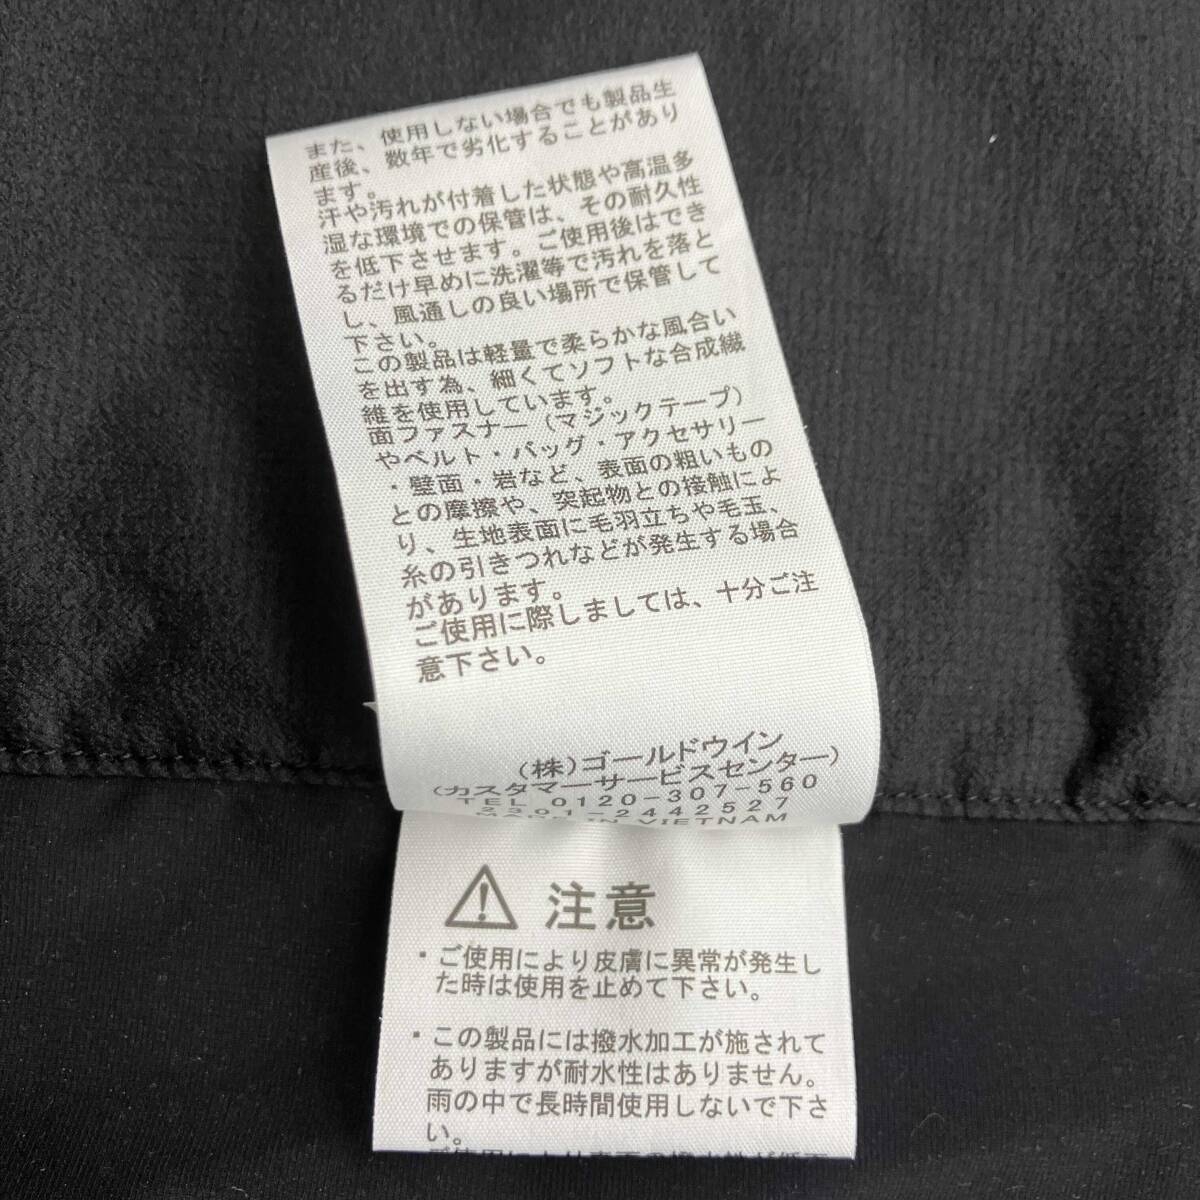 また、使用しない場合でも製品生
産後、数年で劣化することがあり
ます。
汗や汚れが付着した状態や高温多
湿な環境での保管は、その耐久性
を低下させます。ご使用後はでき
るだけ早めに洗濯等で汚れを落と
し、風通しの良い場所で保管して
下さい。
この製品は軽量で柔らかな風合い
を出す為、細くてソフトな合成繊
維を使用しています。
面ファスナー（マジックテープ）
やベルト・バッグ・アクセサリー
・壁面・岩など、表面の粗いもの
との摩擦や、突起物との接触によ
り、生地表面に毛羽立ちや毛玉、
糸の引きつれなどが発生する場合
があります。
ご使用に際しましては、十分ご注
意下さい。
（株）ゴールドウイン
（カスタマーサービスセンター）
TEL 0120-307-560
2301-2442527
MADE IN VIETNAM
注意
・ご使用により皮膚に異常が発生し
た時は使用を止めて下さい。
・この製品には撥水加工が施されて
ありますが耐水性はありません。
雨の中で長時間使用しないで下さ
い。